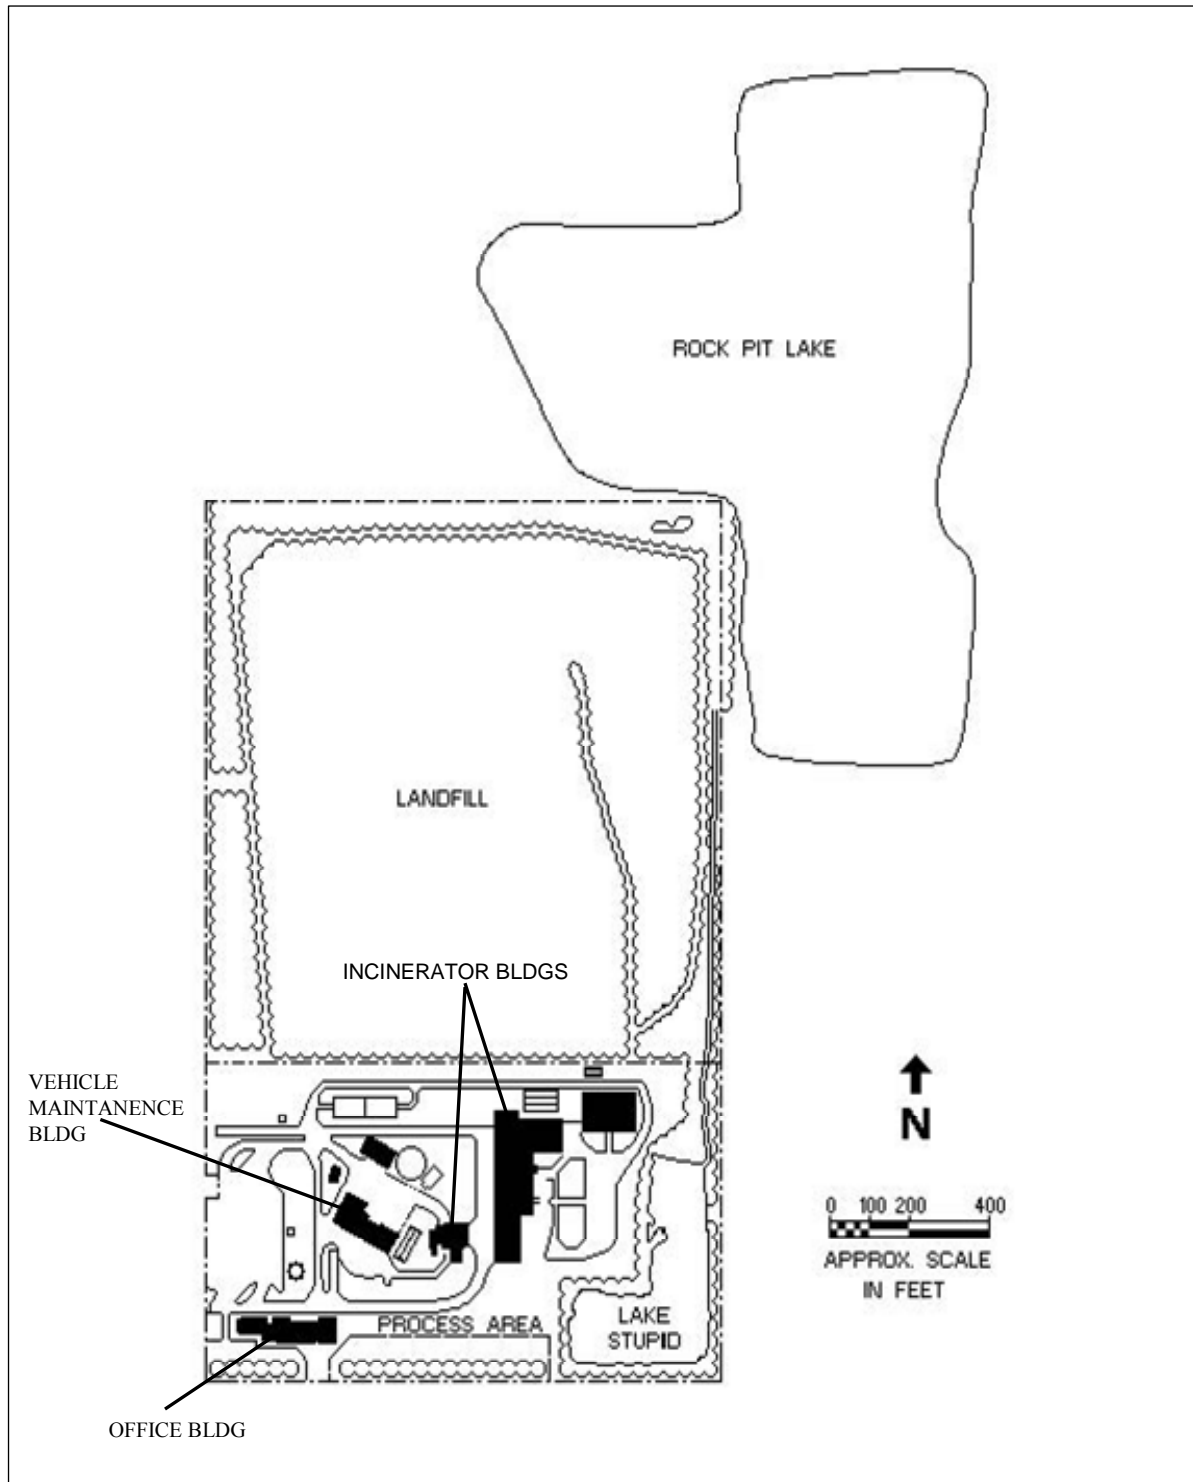 ROCK PIT LAKE
LANDFILL
INCINERATOR BLDGS
VEHICLE
MAINTANENCE
BLDG
N
0 100 200 400
APPROX. SCALE
IN FEET
LAKE
STUPID
PROCESS AREA
OFFICE BLDG